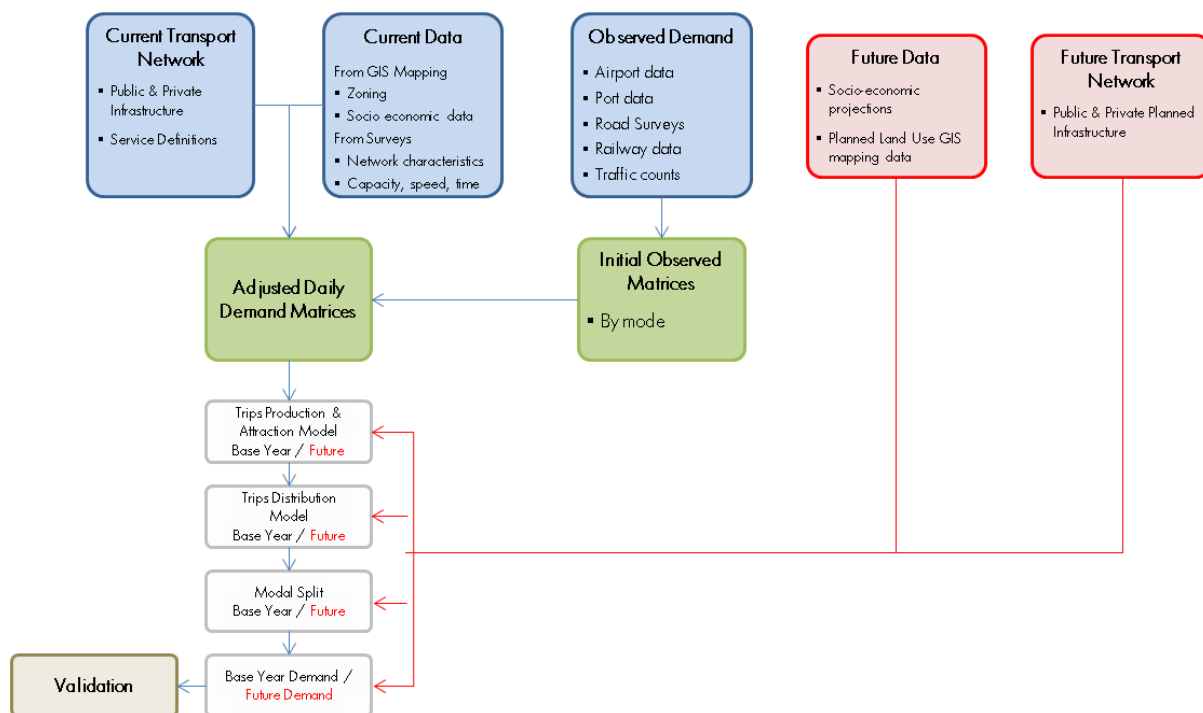 Current Transport
Network
▪ Public & Private
Infrastructure
▪ Service Definitions
Current Data
From GIS Mapping
▪ Zoning
▪ Socio economic data
From Surveys
▪ Network characteristics
▪ Capacity, speed, time
Observed Demand
▪ Airport data
▪ Port data
▪ Road Surveys
▪ Railway data
▪ Traffic counts
Future Data
▪ Socio-economic
projections
▪ Planned Land Use GIS
mapping data
Future Transport
Network
▪ Public & Private Planned
Infrastructure
Adjusted Daily
Demand Matrices
Initial Observed
Matrices
▪ By mode
Trips Production &
Attraction Model
Base Year / Future
Trips Distribution
Model
Base Year / Future
Modal Split
Base Year / Future
Base Year Demand /
Future Demand
Validation